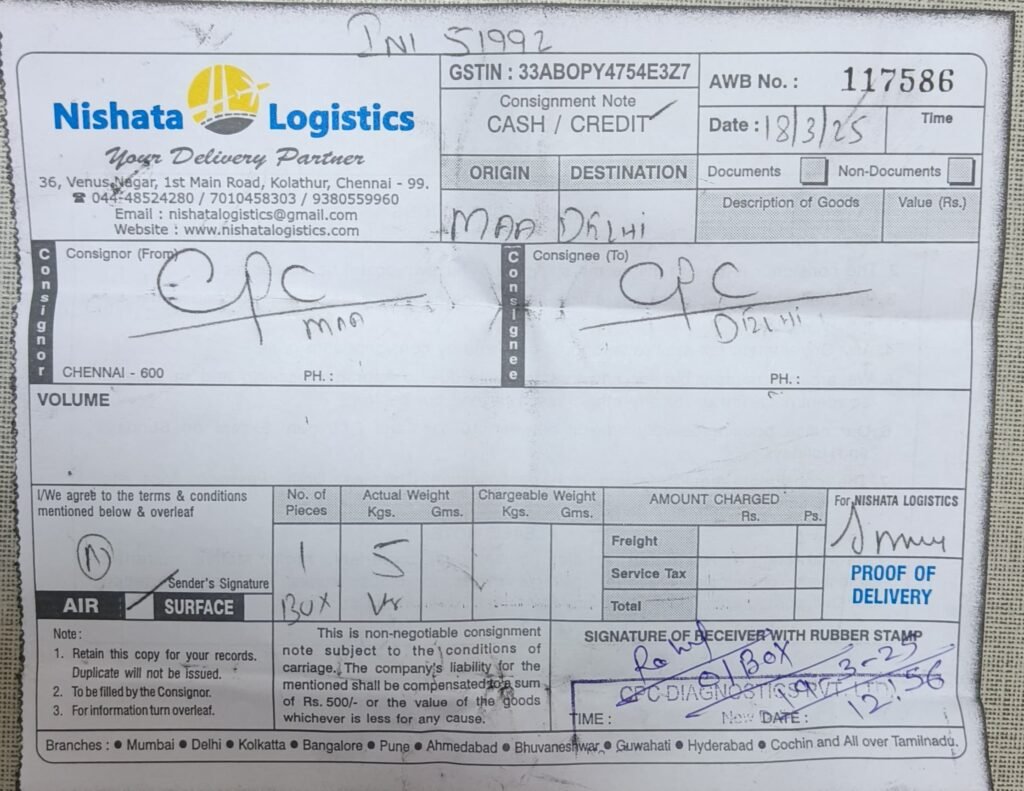 INI 51992
Nishata Logistics
Your Delivery Partner
36, Venus Nagar, 1st Main Road, Kolathur, Chennai - 99.
☎ 044-48524280 / 7010458303 / 9380559960
Email : nishatalogistics@gmail.com
Website : www.nishatalogistics.com
GSTIN : 33ABOPY4754E3Z7
Consignment Note
CASH / CREDIT
AWB No. : 117586
Date : 18/3/25 Time
ORIGIN DESTINATION
MAA DELHI
Documents Non-Documents
Description of Goods Value (Rs.)
Consignor
Consignor (From)
CPC
MAA
CHENNAI - 600 PH. :
Consignee
Consignee (To)
CPC
DELHI
PH. :
VOLUME
I/We agree to the terms & conditions
mentioned below & overleaf
N
Sender's Signature
AIR SURFACE
No. of
Pieces
1
BOX
Actual Weight
Kgs. Gms.
5
Chargeable Weight
Kgs. Gms.
AMOUNT CHARGED
Rs. Ps.
Freight
Service Tax
Total
For NISHATA LOGISTICS
PROOF OF
DELIVERY
Note :
1. Retain this copy for your records.
Duplicate will not be issued.
2. To be filled by the Consignor.
3. For information turn overleaf.
This is non-negotiable consignment
note subject to the conditions of
carriage. The company's liability for the
mentioned shall be compensated to a sum
of Rs. 500/- or the value of the goods
whichever is less for any cause.
SIGNATURE OF RECEIVER WITH RUBBER STAMP
01 BOX
CPC DIAGNOSTICS PVT. LTD.
New
12.56
TIME : DATE :
Branches : ● Mumbai ● Delhi ● Kolkatta ● Bangalore ● Pune ● Ahmedabad ● Bhuvaneshwar ● Guwahati ● Hyderabad ● Cochin and All over Tamilnadu.